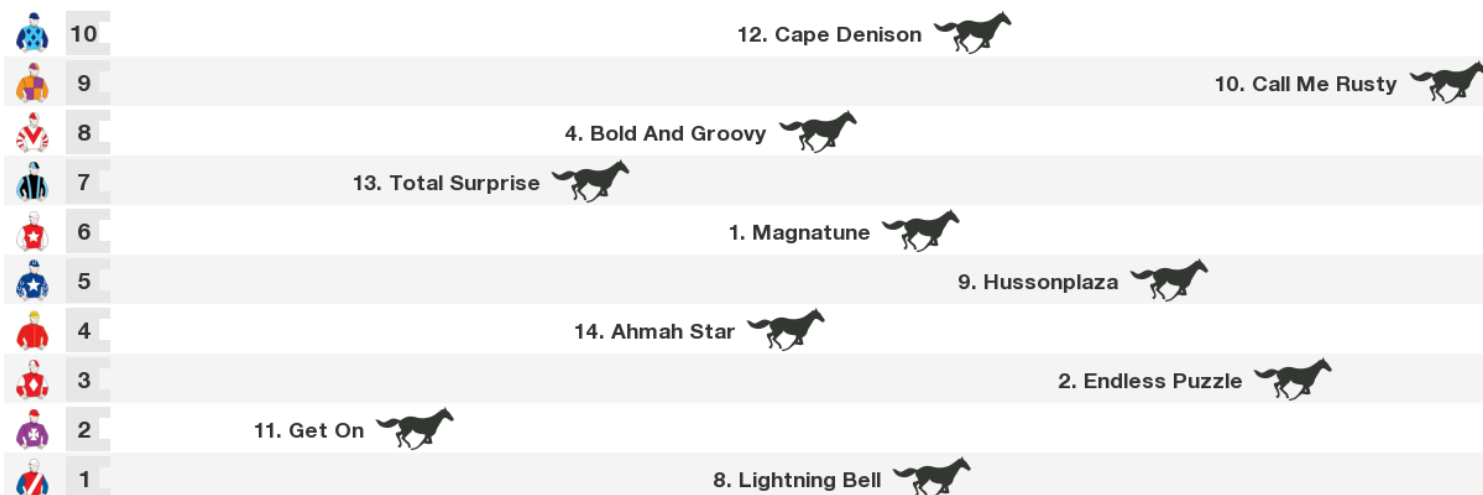 10 12. Cape Denison
9 10. Call Me Rusty
8 4. Bold And Groovy
7 13. Total Surprise
6 1. Magnatune
5 9. Hussonplaza
4 14. Ahmah Star
3 2. Endless Puzzle
2 11. Get On
1 8. Lightning Bell